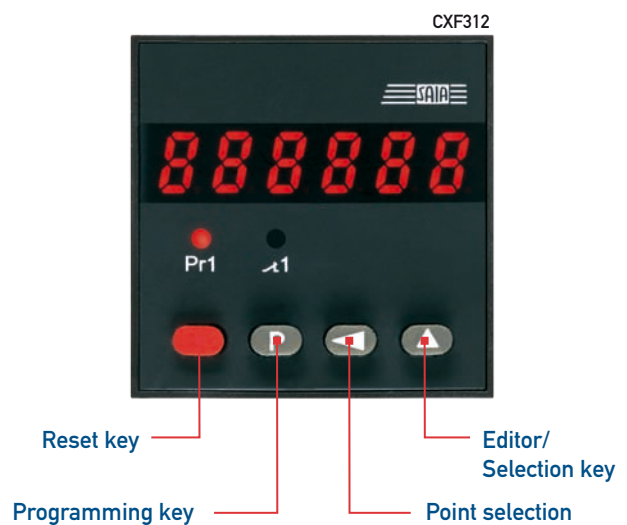 CXF312
SAIA
888888
Pr1
1
P
Reset key
Editor/
Selection key
Programming key
Point selection